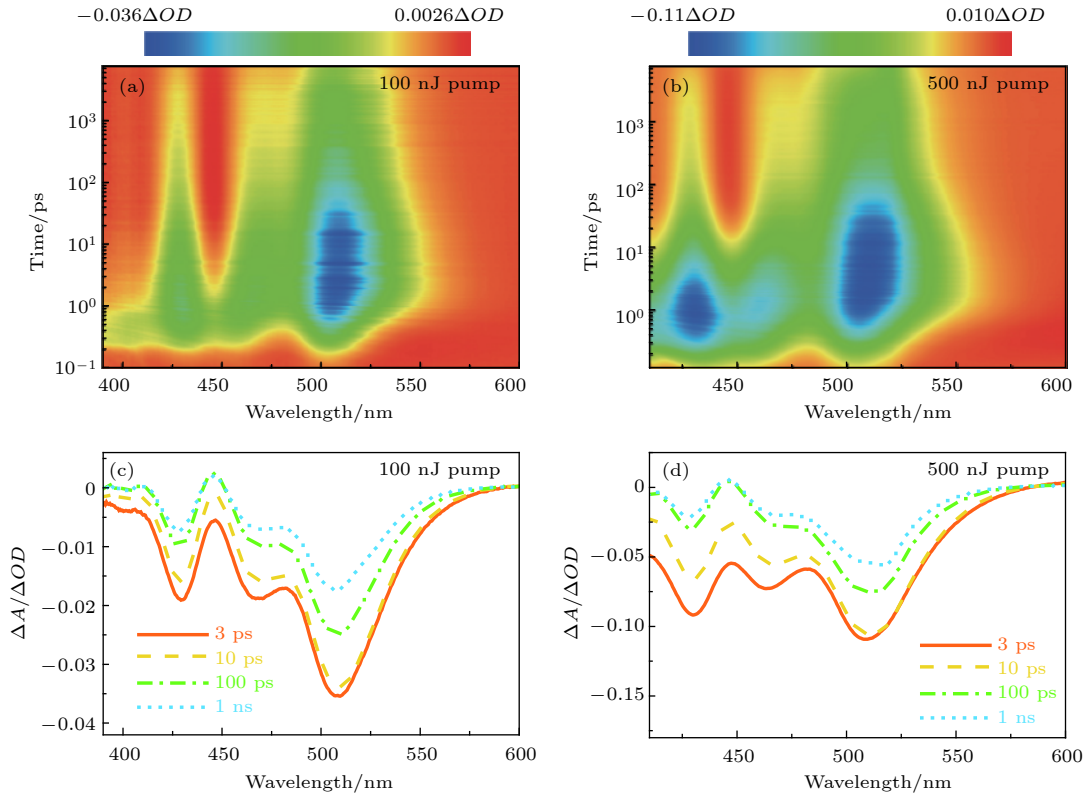 −0.036ΔOD 0.0026ΔOD
(a) 100 nJ pump
10³
10²
10¹
10⁰
10⁻¹
Time/ps
400 450 500 550 600
Wavelength/nm
−0.11ΔOD 0.010ΔOD
(b) 500 nJ pump
10³
10²
10¹
10⁰
Time/ps
450 500 550 600
Wavelength/nm
(c) 100 nJ pump
0
−0.01
−0.02
−0.03
−0.04
ΔA/ΔOD
3 ps
10 ps
100 ps
1 ns
400 450 500 550 600
Wavelength/nm
(d) 500 nJ pump
0
−0.05
−0.10
−0.15
ΔA/ΔOD
3 ps
10 ps
100 ps
1 ns
450 500 550 600
Wavelength/nm